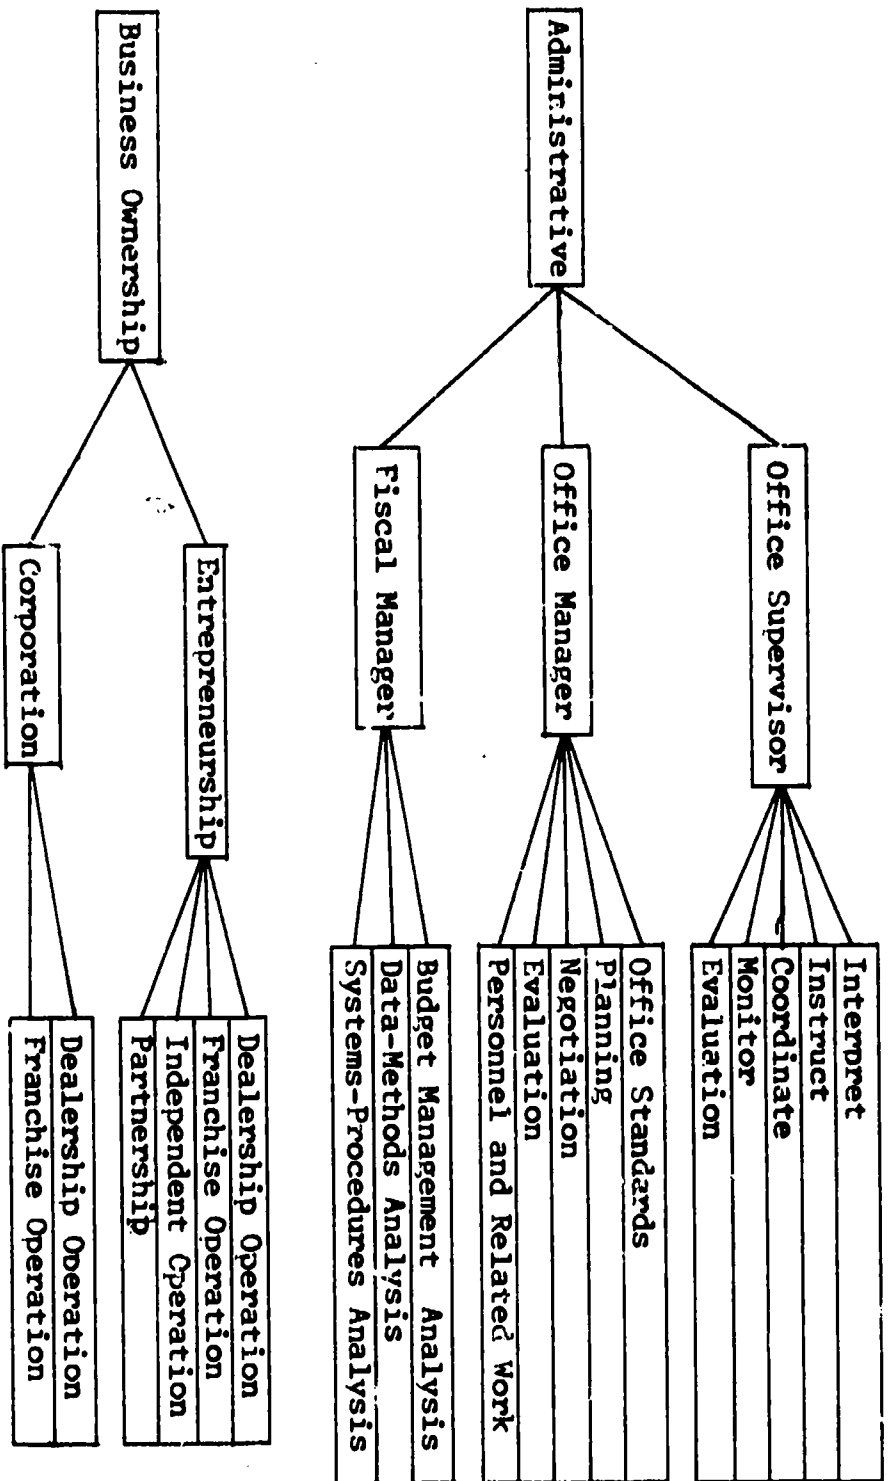 Administrative
Office Supervisor
Interpret
Instruct
Coordinate
Monitor
Evaluation
Office Manager
Office Standards
Planning
Negotiation
Evaluation
Personnel and Related Work
Fiscal Manager
Budget Management Analysis
Data-Methods Analysis
Systems-Procedures Analysis
Business Ownership
Entrepreneurship
Dealership Operation
Franchise Operation
Independent Operation
Partnership
Corporation
Dealership Operation
Franchise Operation